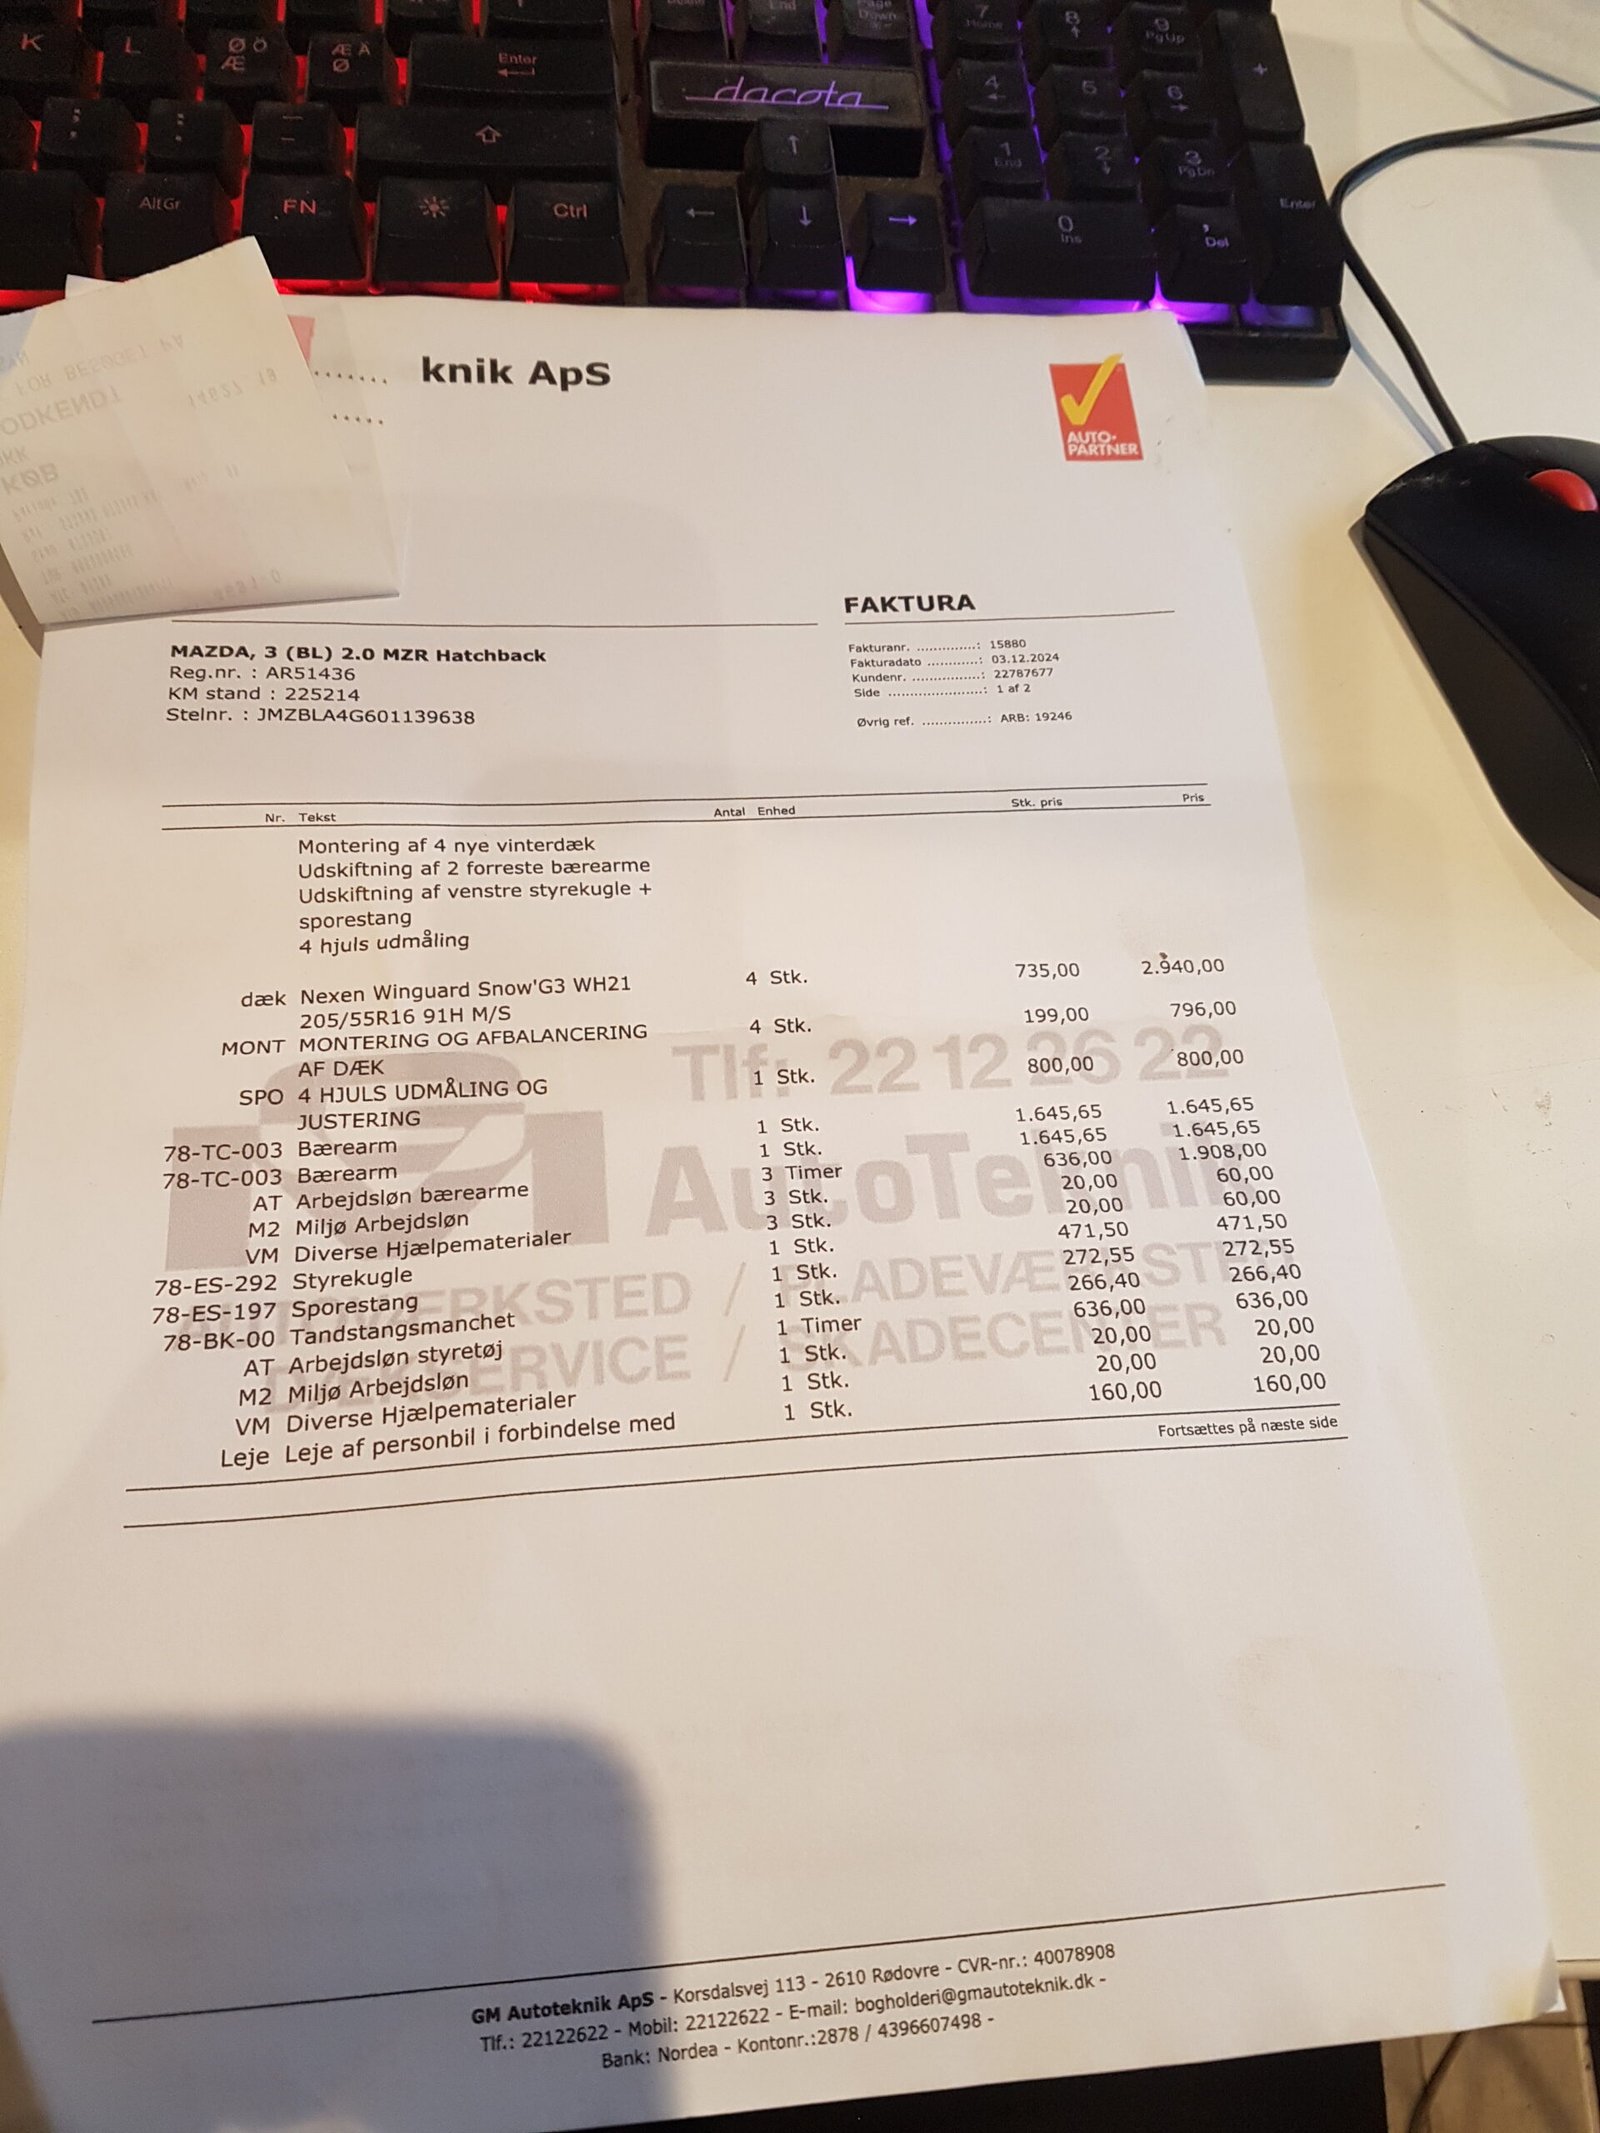 K L Ø Ö Æ Æ Å Ø Enter
AltGr FN Ctrl
dacota
End Page Down
7 Home 8 9 PgUp +
4 5 6
1 End 2 3 PgDn Enter
0 Ins , Del
KØB
knik ApS
AUTO-
PARTNER
FAKTURA
MAZDA, 3 (BL) 2.0 MZR Hatchback
Reg.nr. : AR51436
KM stand : 225214
Stelnr. : JMZBLA4G601139638
Fakturanr. ...............: 15880
Fakturadato ............: 03.12.2024
Kundenr. .................: 22787677
Side .......................: 1 af 2
Øvrig ref. ................: ARB: 19246
Nr. Tekst Antal Enhed Stk. pris Pris
Montering af 4 nye vinterdæk
Udskiftning af 2 forreste bærearme
Udskiftning af venstre styrekugle +
sporestang
4 hjuls udmåling
dæk Nexen Winguard Snow'G3 WH21 4 Stk. 735,00 2.940,00
205/55R16 91H M/S
MONT MONTERING OG AFBALANCERING 4 Stk. 199,00 796,00
AF DÆK
SPO 4 HJULS UDMÅLING OG 1 Stk. 800,00 800,00
JUSTERING
78-TC-003 Bærearm 1 Stk. 1.645,65 1.645,65
78-TC-003 Bærearm 1 Stk. 1.645,65 1.645,65
AT Arbejdsløn bærearme 3 Timer 636,00 1.908,00
M2 Miljø Arbejdsløn 3 Stk. 20,00 60,00
VM Diverse Hjælpematerialer 3 Stk. 20,00 60,00
78-ES-292 Styrekugle 1 Stk. 471,50 471,50
78-ES-197 Sporestang 1 Stk. 272,55 272,55
78-BK-00 Tandstangsmanchet 1 Stk. 266,40 266,40
AT Arbejdsløn styretøj 1 Timer 636,00 636,00
M2 Miljø Arbejdsløn 1 Stk. 20,00 20,00
VM Diverse Hjælpematerialer 1 Stk. 20,00 20,00
Leje Leje af personbil i forbindelse med 1 Stk. 160,00 160,00
Fortsættes på næste side
Tlf: 22 12 26 22
AutoTeknik
/ PLADEVÆRKSTED
/ SKADECENTER
GM Autoteknik ApS - Korsdalsvej 113 - 2610 Rødovre - CVR-nr.: 40078908
Tlf.: 22122622 - Mobil: 22122622 - E-mail: bogholderi@gmautoteknik.dk -
Bank: Nordea - Kontonr.:2878 / 4396607498 -